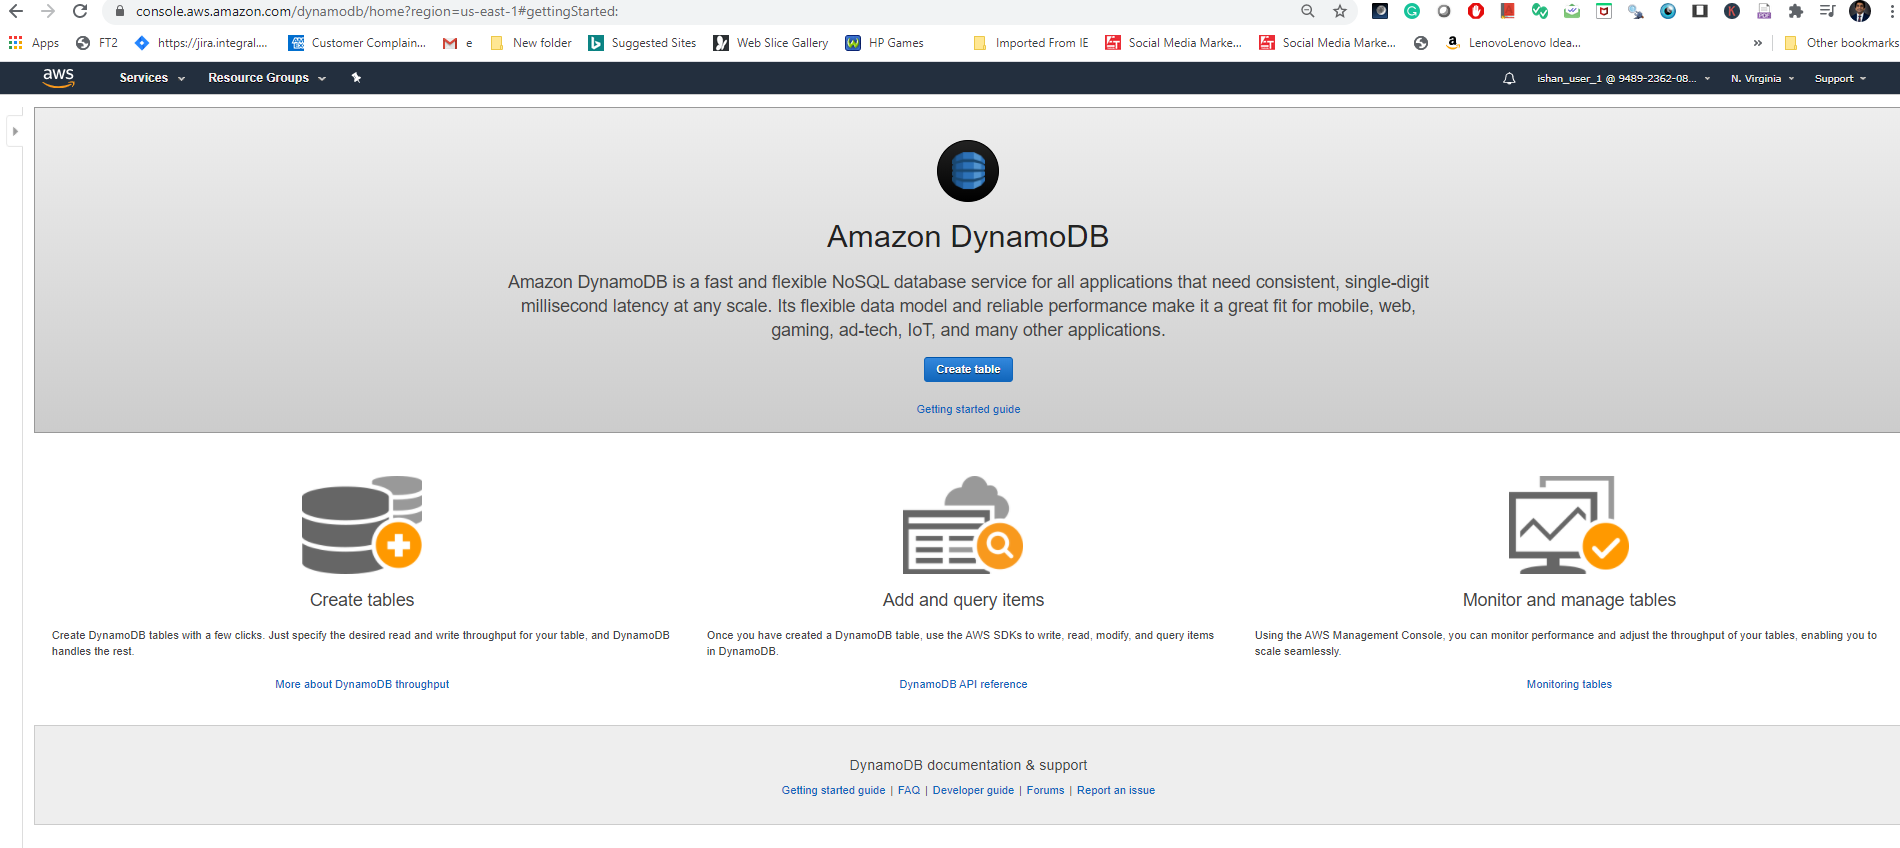 console.aws.amazon.com/dynamodb/home?region=us-east-1#gettingStarted:
Apps FT2 https://jira.integral.... Customer Complain... e New folder Suggested Sites Web Slice Gallery HP Games Imported From IE Social Media Marke... Social Media Marke... LenovoLenovo Idea... » Other bookmarks
aws Services Resource Groups ishan_user_1 @ 9489-2362-08... N. Virginia Support
Amazon DynamoDB
Amazon DynamoDB is a fast and flexible NoSQL database service for all applications that need consistent, single-digit
millisecond latency at any scale. Its flexible data model and reliable performance make it a great fit for mobile, web,
gaming, ad-tech, IoT, and many other applications.
Create table
Getting started guide
Create tables
Create DynamoDB tables with a few clicks. Just specify the desired read and write throughput for your table, and DynamoDB
handles the rest.
More about DynamoDB throughput
Add and query items
Once you have created a DynamoDB table, use the AWS SDKs to write, read, modify, and query items
in DynamoDB.
DynamoDB API reference
Monitor and manage tables
Using the AWS Management Console, you can monitor performance and adjust the throughput of your tables, enabling you to
scale seamlessly.
Monitoring tables
DynamoDB documentation & support
Getting started guide | FAQ | Developer guide | Forums | Report an issue